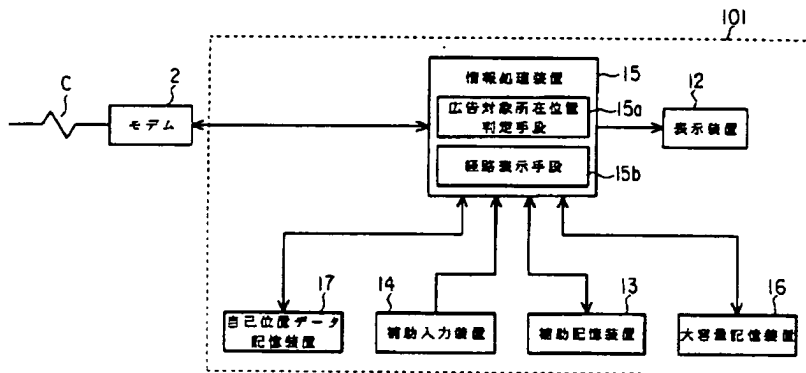 101
C
2
モデム
情報処理装置
15
広告対象所在位置
判定手段
15a
経路表示手段
15b
12
表示装置
17
自己位置データ
記憶装置
14
補助入力装置
13
補助記憶装置
16
大容量記憶装置